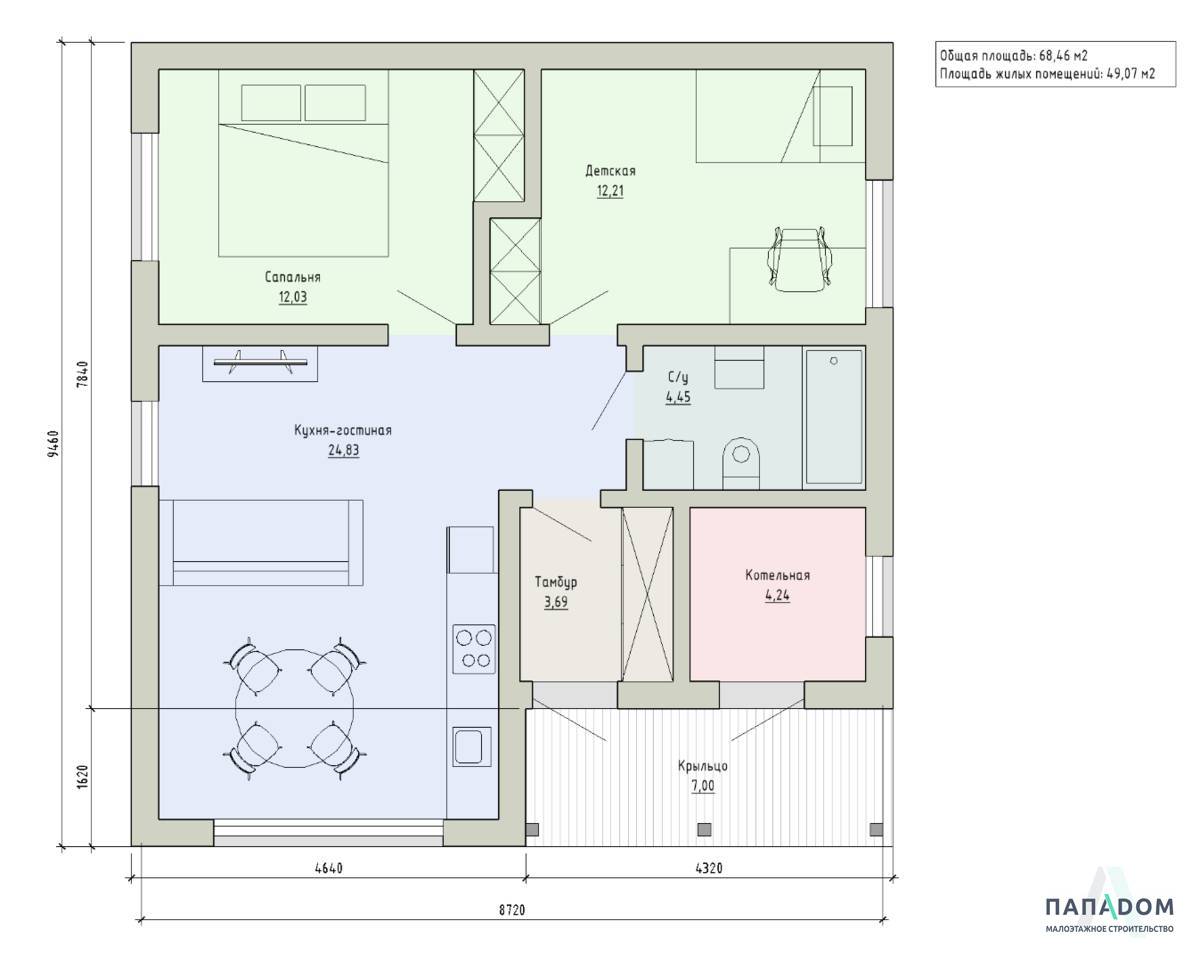 Общая площадь: 68,46 м2
Площадь жилых помещений: 49,07 м2
Детская
12,21
Сапальня
12,03
7840
9460
С/у
4,45
Кухня-гостиная
24,83
Тамбур
3,69
Котельная
4,24
1620
Крыльцо
7,00
4640
4320
8720
ПАПАDОМ
МАЛОЭТАЖНОЕ СТРОИТЕЛЬСТВО